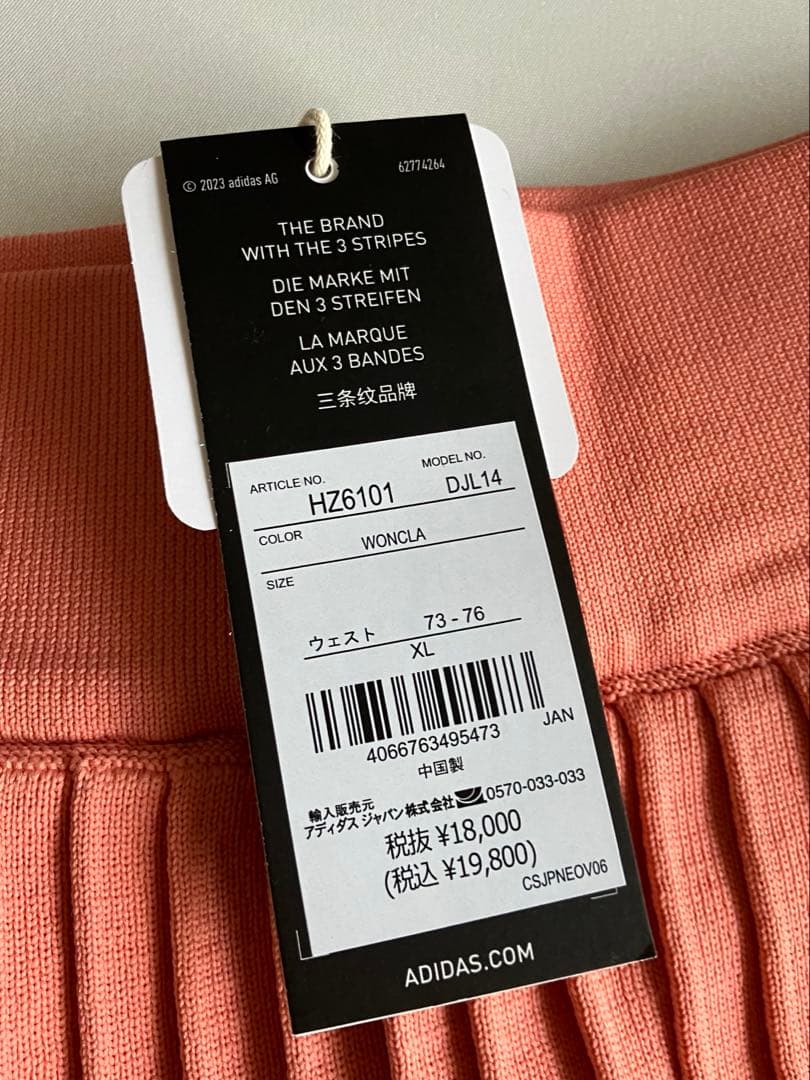 © 2023 adidas AG
62774264
THE BRAND
WITH THE 3 STRIPES
DIE MARKE MIT
DEN 3 STREIFEN
LA MARQUE
AUX 3 BANDES
三条纹品牌
ARTICLE NO. HZ6101
MODEL NO. DJL14
COLOR WONCLA
SIZE
ウェスト 73 - 76
XL
4066763495473 JAN
中国製
輸入販売元
アディダス ジャパン株式会社 0570-033-033
税抜 ¥18,000
(税込 ¥19,800)
CSJPNEOV06
ADIDAS.COM